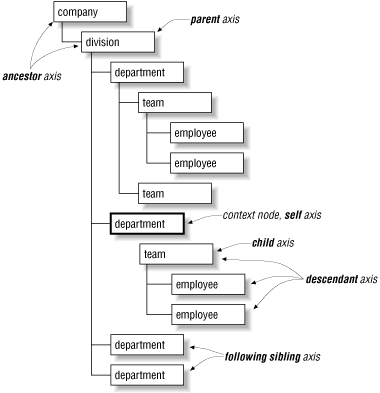 company
parent axis
division
ancestor axis
department
team
employee
employee
team
department
context node, self axis
child axis
team
employee
descendant axis
employee
department
following sibling axis
department